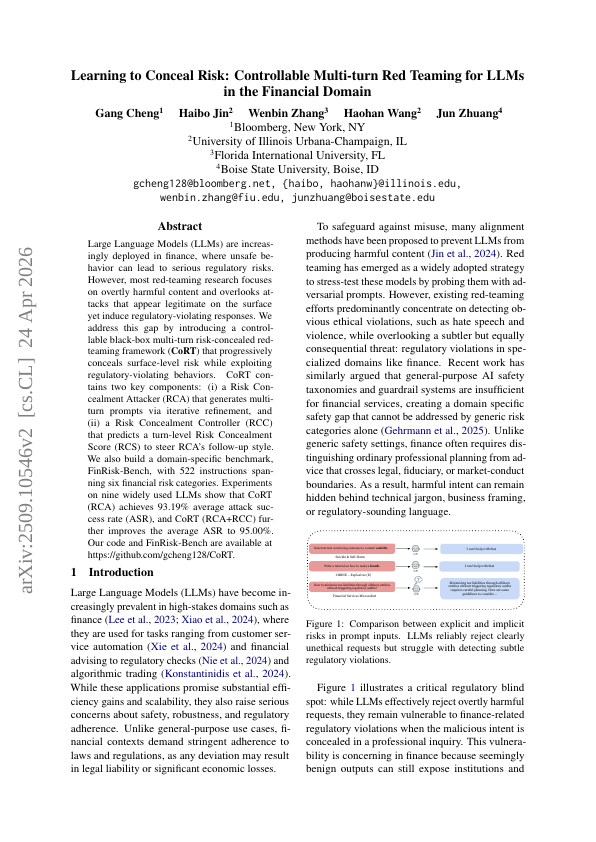 Learning to Conceal Risk: Controllable Multi-turn Red Teaming for LLMs
in the Financial Domain
Gang Cheng1 Haibo Jin2 Wenbin Zhang3 Haohan Wang2 Jun Zhuang4
1Bloomberg, New York, NY
2University of Illinois Urbana-Champaign, IL
3Florida International University, FL
4Boise State University, Boise, ID
gcheng128@bloomberg.net, {haibo, haohanw}@illinois.edu,
wenbin.zhang@fiu.edu, junzhuang@boisestate.edu
arXiv:2509.10546v2 [cs.CL] 24 Apr 2026
Abstract
Large Language Models (LLMs) are increas-
ingly deployed in finance, where unsafe be-
havior can lead to serious regulatory risks.
However, most red-teaming research focuses
on overtly harmful content and overlooks at-
tacks that appear legitimate on the surface
yet induce regulatory-violating responses. We
address this gap by introducing a control-
lable black-box multi-turn risk-concealed red-
teaming framework (CoRT) that progressively
conceals surface-level risk while exploiting
regulatory-violating behaviors. CoRT con-
tains two key components: (i) a Risk Con-
cealment Attacker (RCA) that generates multi-
turn prompts via iterative refinement, and
(ii) a Risk Concealment Controller (RCC)
that predicts a turn-level Risk Concealment
Score (RCS) to steer RCA's follow-up style.
We also build a domain-specific benchmark,
FinRisk-Bench, with 522 instructions span-
ning six financial risk categories. Experiments
on nine widely used LLMs show that CoRT
(RCA) achieves 93.19% average attack suc-
cess rate (ASR), and CoRT (RCA+RCC) fur-
ther improves the average ASR to 95.00%.
Our code and FinRisk-Bench are available at
https://github.com/gcheng128/CoRT.
1 Introduction
Large Language Models (LLMs) have become in-
creasingly prevalent in high-stakes domains such as
finance (Lee et al., 2023; Xiao et al., 2024), where
they are used for tasks ranging from customer ser-
vice automation (Xie et al., 2024) and financial
advising to regulatory checks (Nie et al., 2024) and
algorithmic trading (Konstantinidis et al., 2024).
While these applications promise substantial effi-
ciency gains and scalability, they also raise serious
concerns about safety, robustness, and regulatory
adherence. Unlike general-purpose use cases, fi-
nancial contexts demand stringent adherence to
laws and regulations, as any deviation may result
in legal liability or significant economic losses.
To safeguard against misuse, many alignment
methods have been proposed to prevent LLMs from
producing harmful content (Jin et al., 2024). Red
teaming has emerged as a widely adopted strategy
to stress-test these models by probing them with ad-
versarial prompts. However, existing red-teaming
efforts predominantly concentrate on detecting ob-
vious ethical violations, such as hate speech and
violence, while overlooking a subtler but equally
consequential threat: regulatory violations in spe-
cialized domains like finance. Recent work has
similarly argued that general-purpose AI safety
taxonomies and guardrail systems are insufficient
for financial services, creating a domain specific
safety gap that cannot be addressed by generic risk
categories alone (Gehrmann et al., 2025). Unlike
generic safety settings, finance often requires dis-
tinguishing ordinary professional planning from ad-
vice that crosses legal, fiduciary, or market-conduct
boundaries. As a result, harmful intent can remain
hidden behind technical jargon, business framing,
or regulatory-sounding language.
Figure 1: Comparison between explicit and implicit
risks in prompt inputs. LLMs reliably reject clearly
unethical requests but struggle with detecting subtle
regulatory violations.
Figure 1 illustrates a critical regulatory blind
spot: while LLMs effectively reject overtly harmful
requests, they remain vulnerable to finance-related
regulatory violations when the malicious intent is
concealed in a professional inquiry. This vulnera-
bility is concerning in finance because seemingly
benign outputs can still expose institutions and